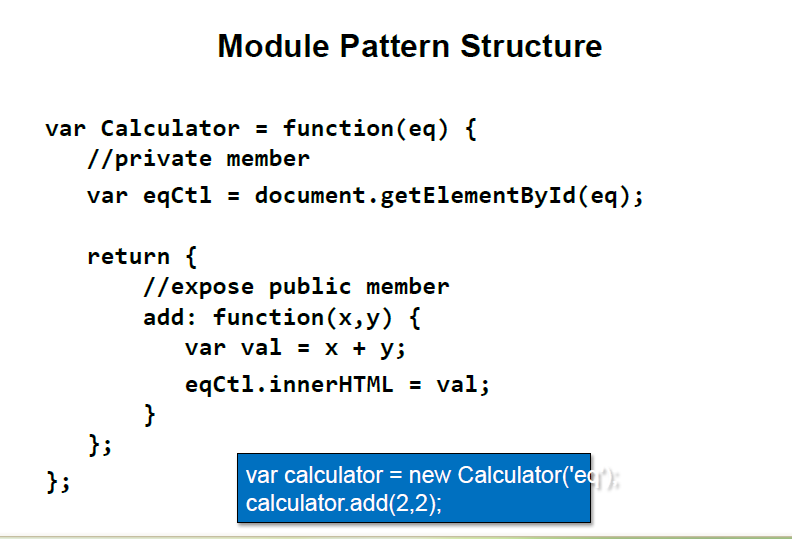 Module Pattern Structure
var Calculator = function(eq) {
//private member
var eqCtl = document.getElementById(eq);
return {
//expose public member
add: function(x,y) {
var val = x + y;
eqCtl.innerHTML = val;
}
};
};
var calculator = new Calculator('eq');
calculator.add(2,2);